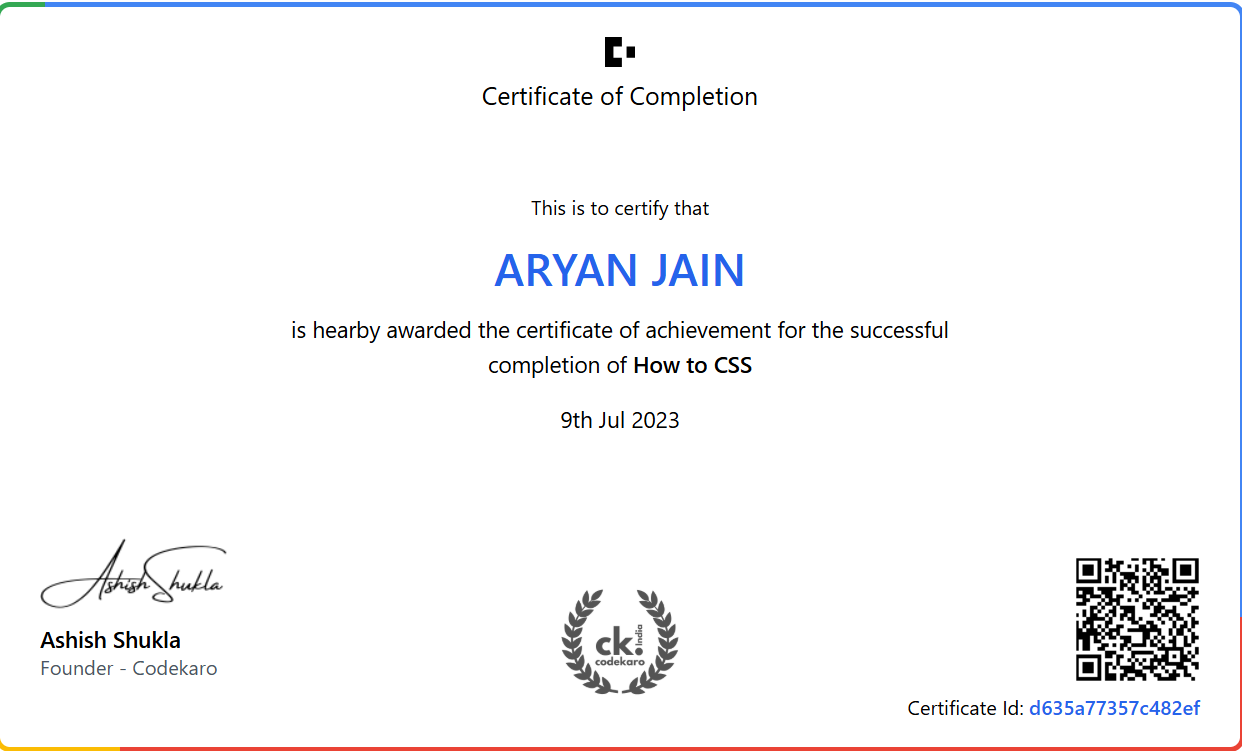 Certificate of Completion
This is to certify that
ARYAN JAIN
is hearby awarded the certificate of achievement for the successful
completion of How to CSS
9th Jul 2023
Ashish Shukla
Ashish Shukla
Founder - Codekaro
ck.
India
codekaro
Certificate Id: d635a77357c482ef